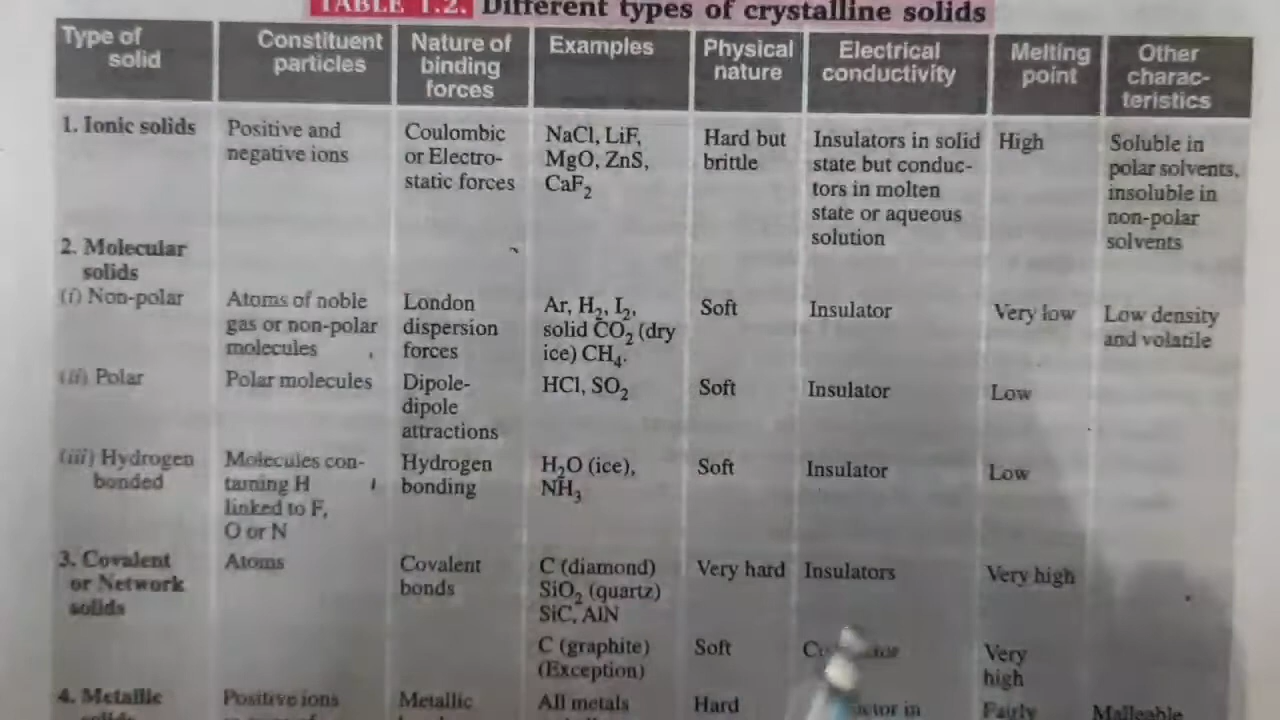 TABLE 1.2. Different types of crystalline solids
Type of solid
Constituent particles
Nature of binding forces
Examples
Physical nature
Electrical conductivity
Melting point
Other charac-
teristics
1. Ionic solids
Positive and
negative ions
Coulombic
or Electro-
static forces
NaCl, LiF,
MgO, ZnS,
CaF₂
Hard but
brittle
Insulators in solid
state but conduc-
tors in molten
state or aqueous
solution
High
Soluble in
polar solvents,
insoluble in
non-polar
solvents
2. Molecular
solids
(i) Non-polar
Atoms of noble
gas or non-polar
molecules
London
dispersion
forces
Ar, H₂, I₂,
solid CO₂ (dry
ice) CH₄.
Soft
Insulator
Very low
Low density
and volatile
(ii) Polar
Polar molecules
Dipole-
dipole
attractions
HCl, SO₂
Soft
Insulator
Low
(iii) Hydrogen
bonded
Molecules con-
taining H
linked to F,
O or N
Hydrogen
bonding
H₂O (ice),
NH₃
Soft
Insulator
Low
3. Covalent
or Network
solids
Atoms
Covalent
bonds
C (diamond)
SiO₂ (quartz)
SiC, AlN
Very hard
Insulators
Very high
C (graphite)
(Exception)
Soft
Very
high
4. Metallic
Positive ions
Metallic
All metals
Hard
in
Fairly
Malleable